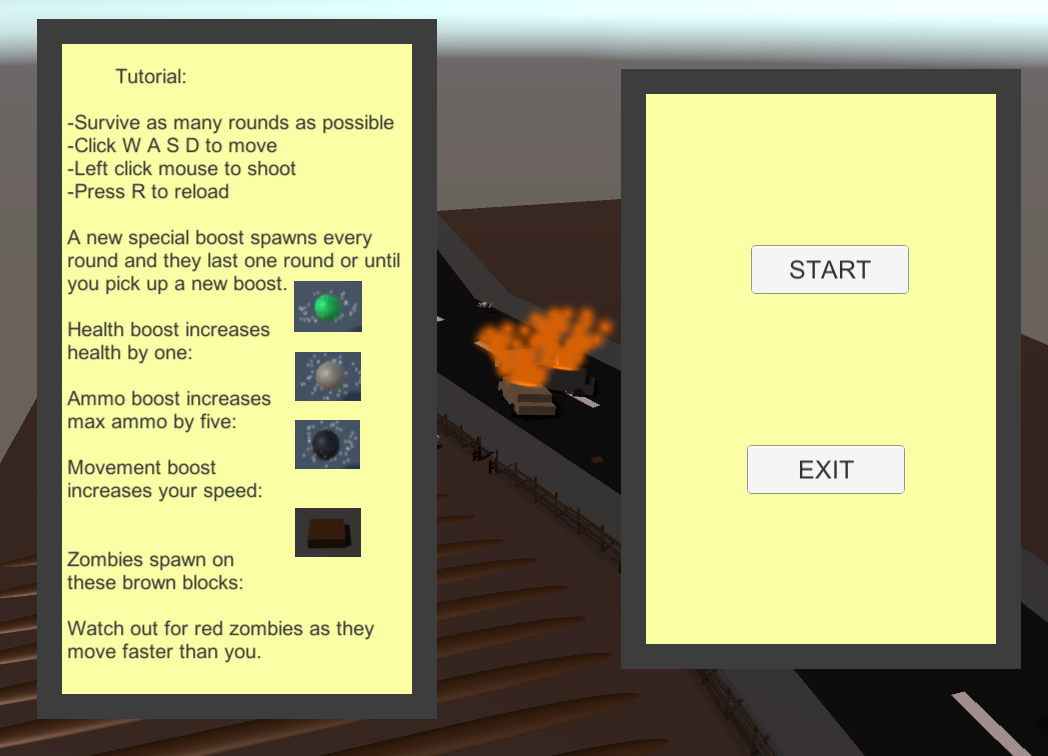 Tutorial:
-Survive as many rounds as possible
-Click W A S D to move
-Left click mouse to shoot
-Press R to reload
A new special boost spawns every
round and they last one round or until
you pick up a new boost.
Health boost increases
health by one:
Ammo boost increases
max ammo by five:
Movement boost
increases your speed:
Zombies spawn on
these brown blocks:
Watch out for red zombies as they
move faster than you.
START
EXIT